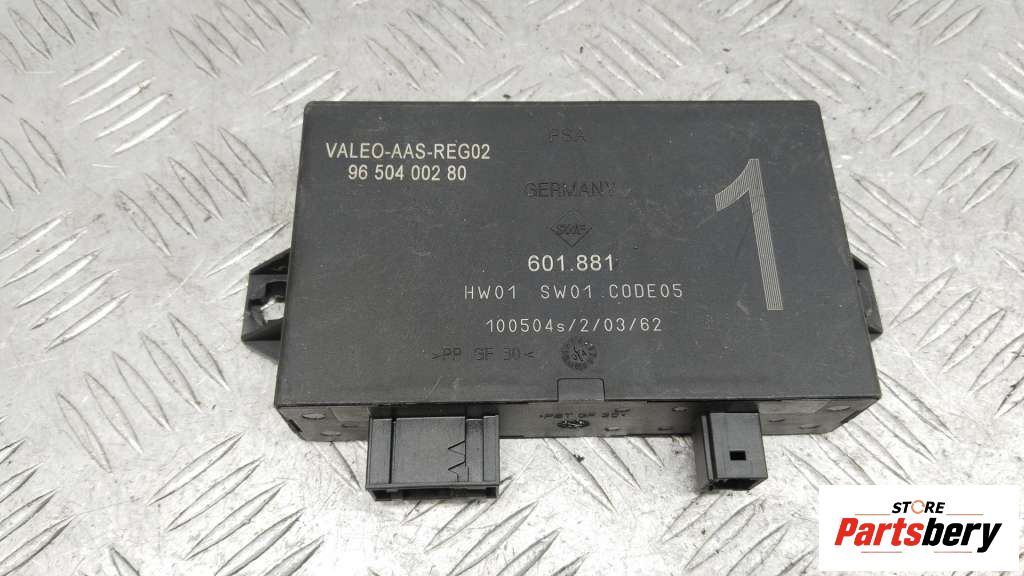 PSA
VALEO-AAS-REG02
96 504 002 80
1
GERMANY
SWF
601.881
HW01 SW01 CODE05
100504s/2/03/62
>PP GF 30<
STORE
Partsbery